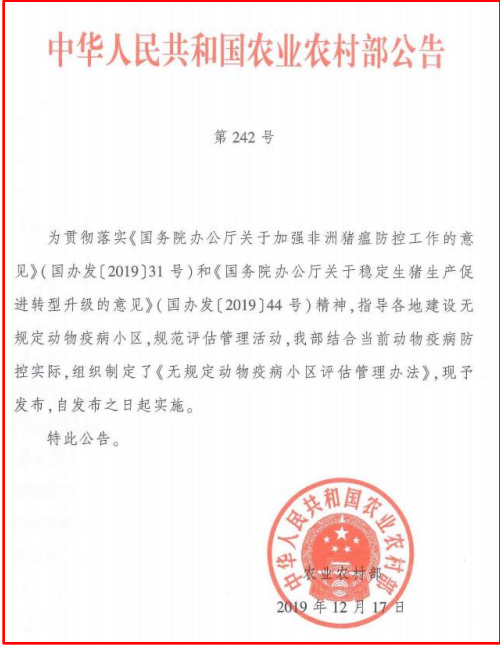 中华人民共和国农业农村部公告
第 242 号
为贯彻落实《国务院办公厅关于加强非洲猪瘟防控工作的意
见》(国办发〔2019〕31 号)和《国务院办公厅关于稳定生猪生产促
进转型升级的意见》(国办发〔2019〕44 号)精神,指导各地建设无
规定动物疫病小区,规范评估管理活动,我部结合当前动物疫病防
控实际,组织制定了《无规定动物疫病小区评估管理办法》,现予
发布,自发布之日起实施。
特此公告。
中华人民共和国农业农村部
农业农村部
2019 年 12 月 17 日